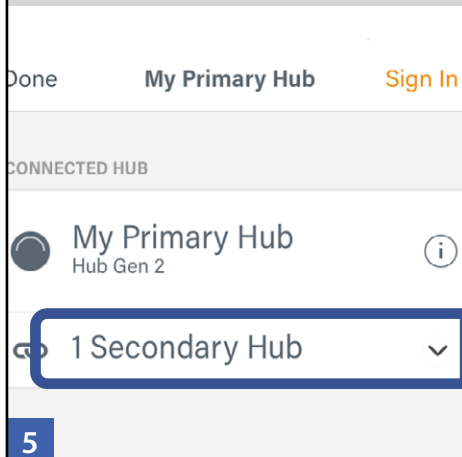 Done My Primary Hub Sign In
CONNECTED HUB
My Primary Hub
Hub Gen 2
1 Secondary Hub
5